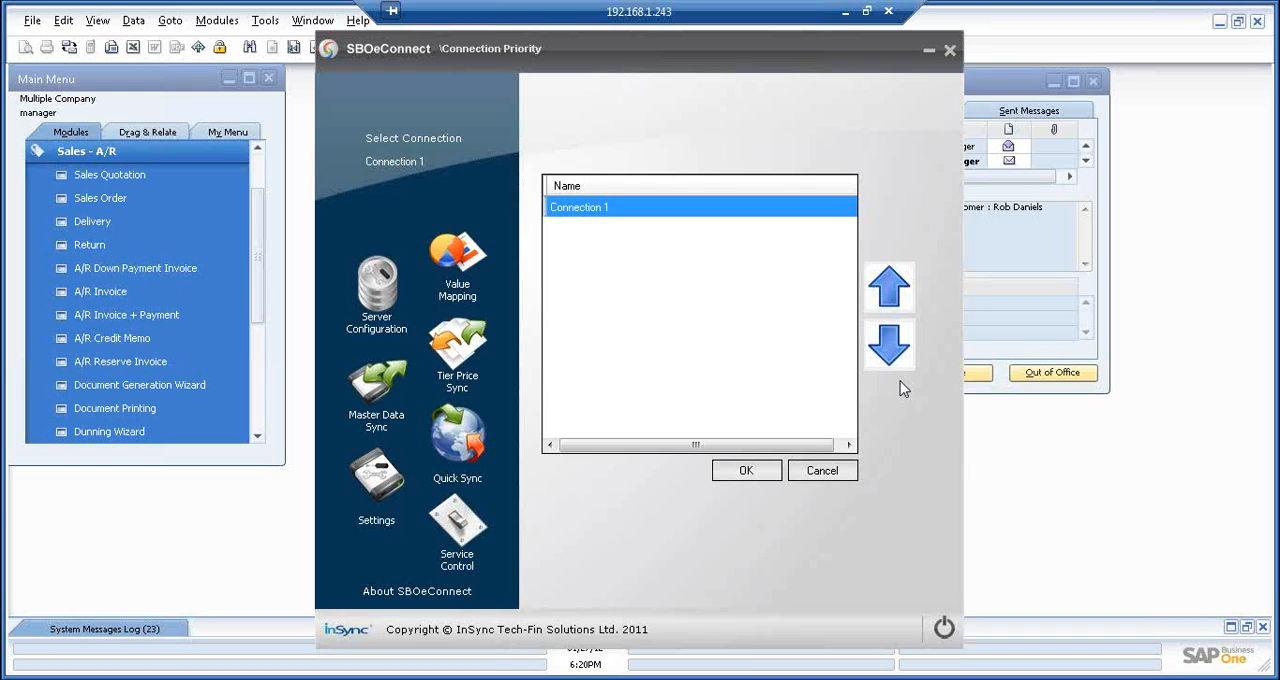 192.168.1.243
File Edit View Data Goto Modules Tools Window Help
SBOeConnect \Connection Priority
Main Menu
Multiple Company
manager
Modules Drag & Relate My Menu
Sales - A/R
Sales Quotation
Sales Order
Delivery
Return
A/R Down Payment Invoice
A/R Invoice
A/R Invoice + Payment
A/R Credit Memo
A/R Reserve Invoice
Document Generation Wizard
Document Printing
Dunning Wizard
Select Connection
Connection 1
Server
Configuration
Value
Mapping
Master Data
Sync
Tier Price
Sync
Settings
Quick Sync
Service
Control
About SBOeConnect
Name
Connection 1
OK Cancel
Sent Messages
ger
ger
omer : Rob Daniels
e
Out of Office
inSync Copyright © InSync Tech-Fin Solutions Ltd. 2011
System Messages Log (23)
6:20PM
SAP Business One